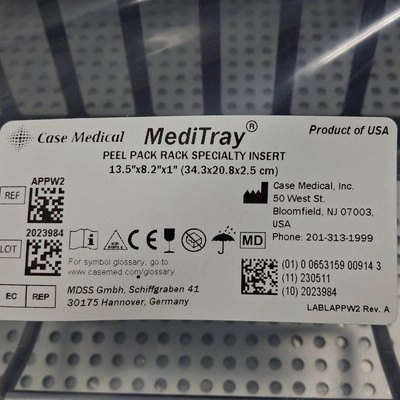 Case Medical MediTray® Product of USA
PEEL PACK RACK SPECIALTY INSERT
13.5"x8.2"x1" (34.3x20.8x2.5 cm)
REF APPW2
LOT 2023984
Case Medical, Inc.
50 West St.
Bloomfield, NJ 07003,
USA
Phone: 201-313-1999
CE MD
For symbol glossary, go to
www.casemed.com/glossary
(01) 0 0653159 00914 3
(11) 230511
(10) 2023984
EC REP
MDSS Gmbh, Schiffgraben 41
30175 Hannover, Germany
LABLAPPW2 Rev. A